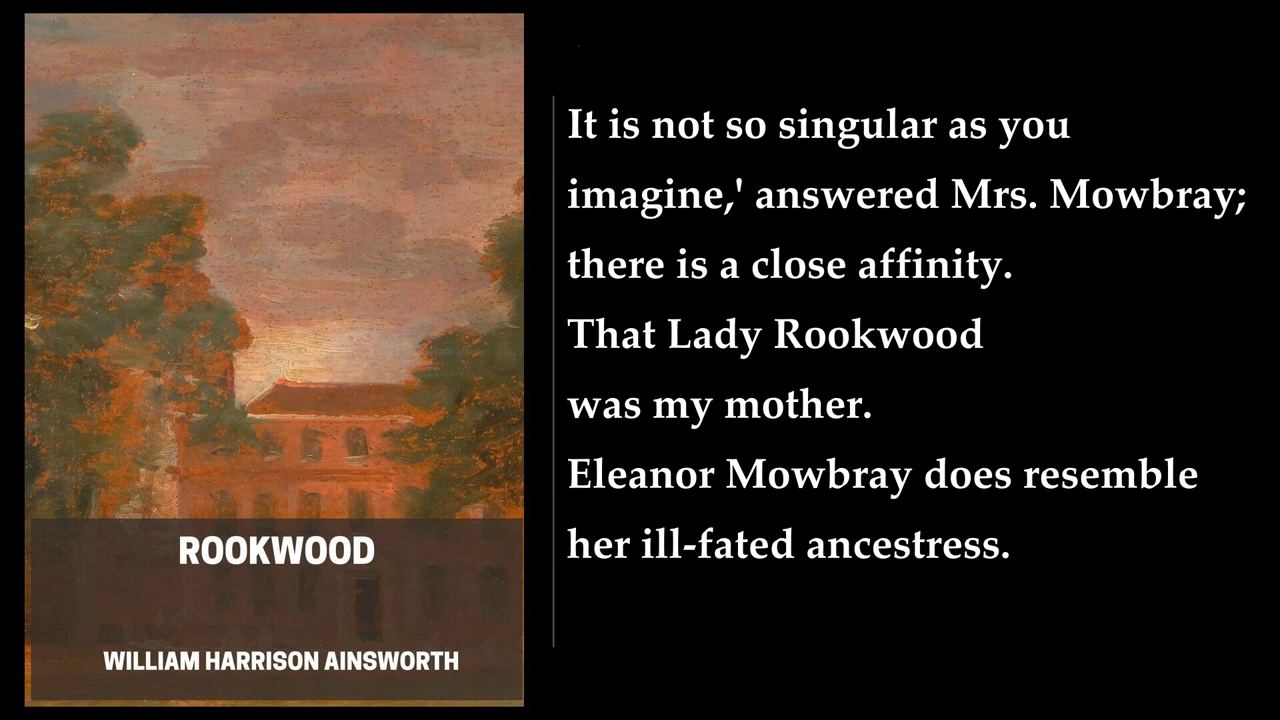 ROOKWOOD
WILLIAM HARRISON AINSWORTH
It is not so singular as you
imagine,' answered Mrs. Mowbray;
there is a close affinity.
That Lady Rookwood
was my mother.
Eleanor Mowbray does resemble
her ill-fated ancestress.